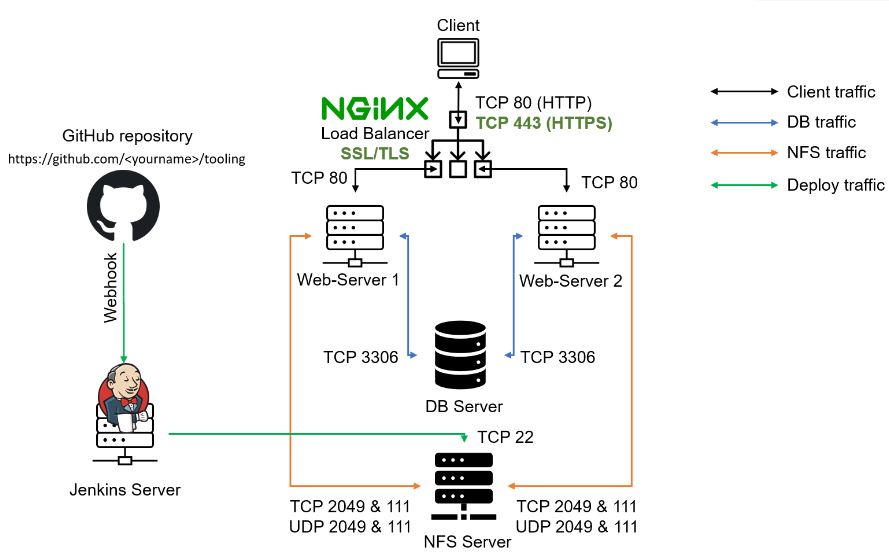 Client
NGINX
Load Balancer
SSL/TLS
TCP 80 (HTTP)
TCP 443 (HTTPS)
Client traffic
DB traffic
NFS traffic
Deploy traffic
GitHub repository
https://github.com/<yourname>/tooling
Webhook
Jenkins Server
TCP 80
TCP 80
Web-Server 1
Web-Server 2
TCP 3306
TCP 3306
DB Server
TCP 22
TCP 2049 & 111
UDP 2049 & 111
NFS Server
TCP 2049 & 111
UDP 2049 & 111